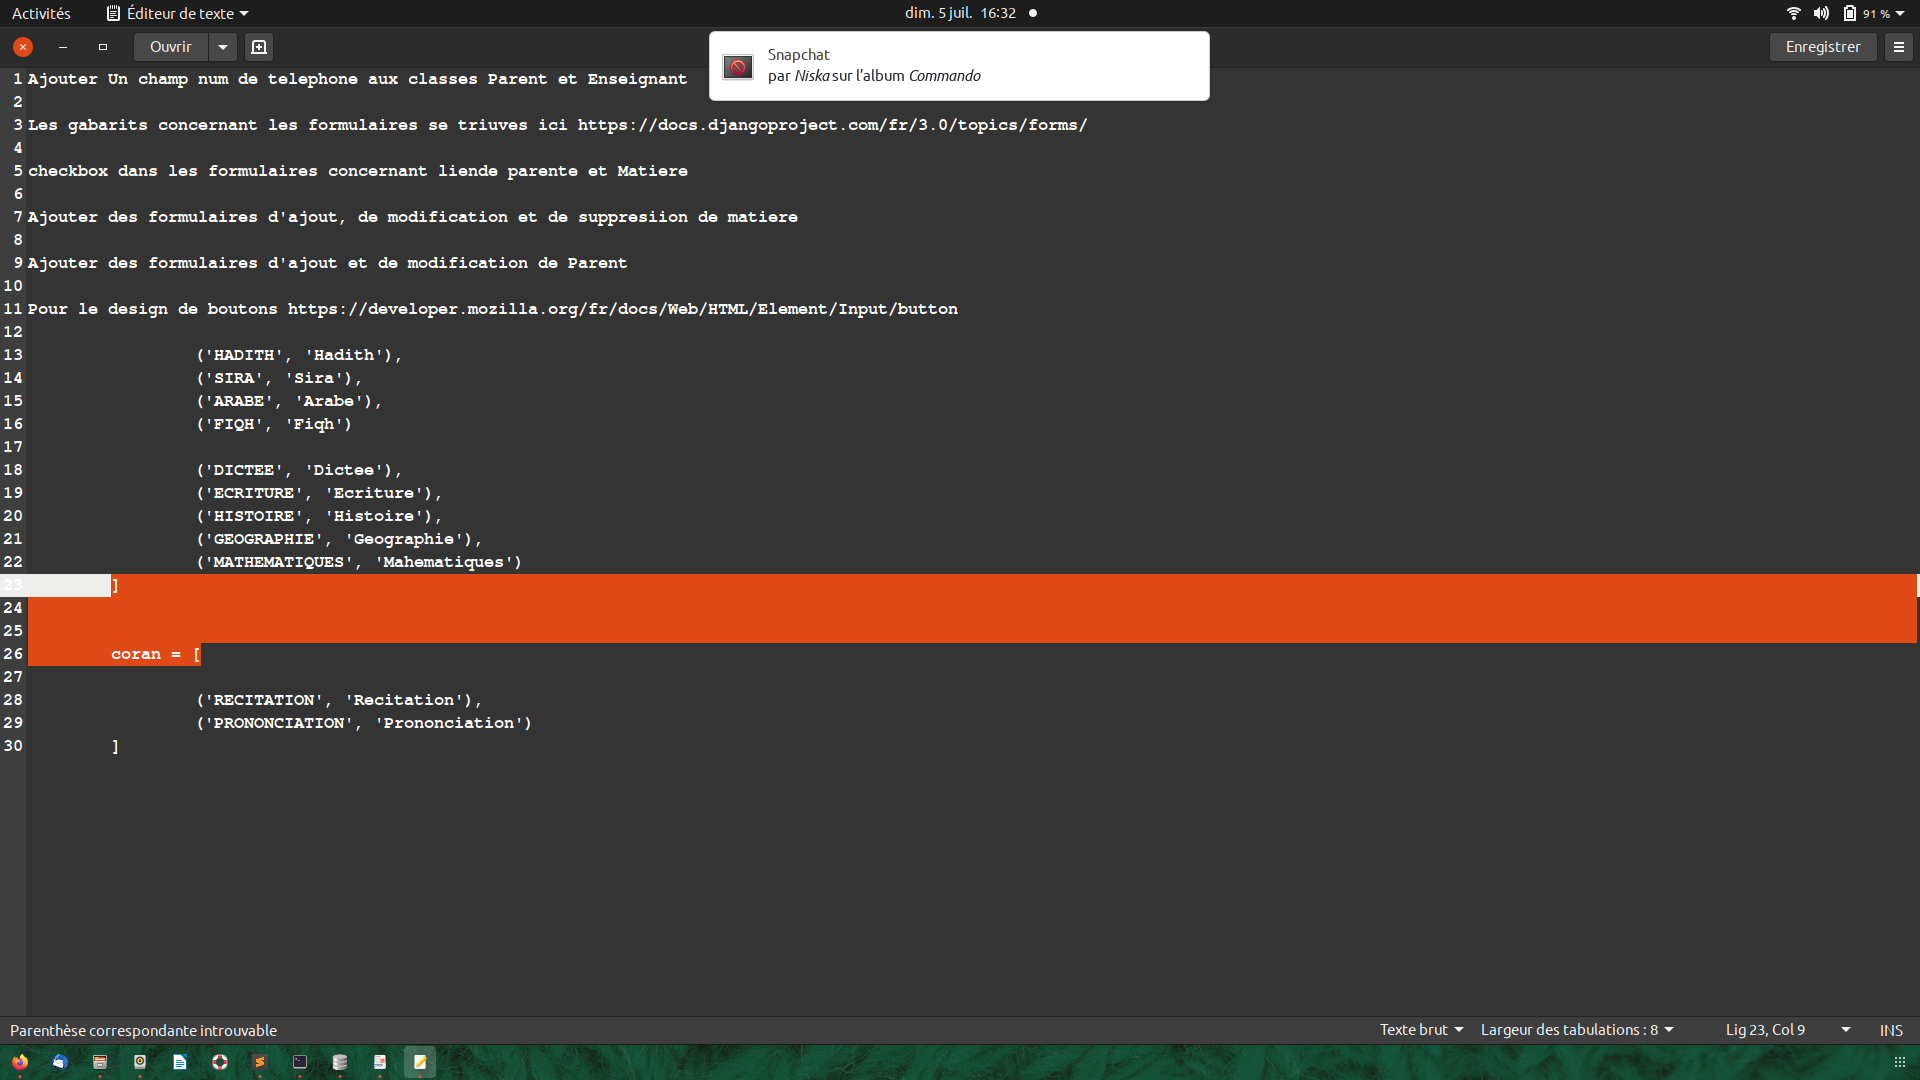 Activités Éditeur de texte dim. 5 juil. 16:32 91 %
Ouvrir Enregistrer
Snapchat
par Niska sur l'album Commando
1 Ajouter Un champ num de telephone aux classes Parent et Enseignant
2
3 Les gabarits concernant les formulaires se triuves ici https://docs.djangoproject.com/fr/3.0/topics/forms/
4
5 checkbox dans les formulaires concernant liende parente et Matiere
6
7 Ajouter des formulaires d'ajout, de modification et de suppresiion de matiere
8
9 Ajouter des formulaires d'ajout et de modification de Parent
10
11 Pour le design de boutons https://developer.mozilla.org/fr/docs/Web/HTML/Element/Input/button
12
13 ('HADITH', 'Hadith'),
14 ('SIRA', 'Sira'),
15 ('ARABE', 'Arabe'),
16 ('FIQH', 'Fiqh')
17
18 ('DICTEE', 'Dictee'),
19 ('ECRITURE', 'Ecriture'),
20 ('HISTOIRE', 'Histoire'),
21 ('GEOGRAPHIE', 'Geographie'),
22 ('MATHEMATIQUES', 'Mahematiques')
23 ]
24
25
26 coran = [
27
28 ('RECITATION', 'Recitation'),
29 ('PRONONCIATION', 'Prononciation')
30 ]
Parenthèse correspondante introuvable Texte brut Largeur des tabulations : 8 Lig 23, Col 9 INS